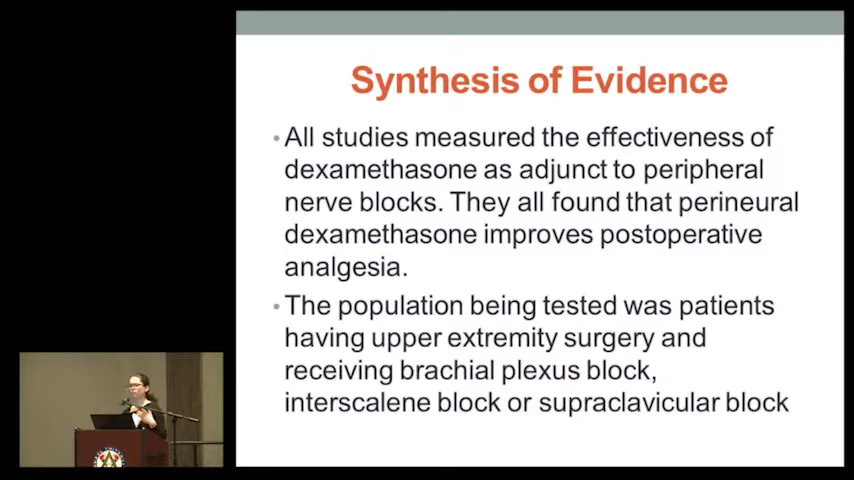 Synthesis of Evidence
• All studies measured the effectiveness of
dexamethasone as adjunct to peripheral
nerve blocks. They all found that perineural
dexamethasone improves postoperative
analgesia.
• The population being tested was patients
having upper extremity surgery and
receiving brachial plexus block,
interscalene block or supraclavicular block